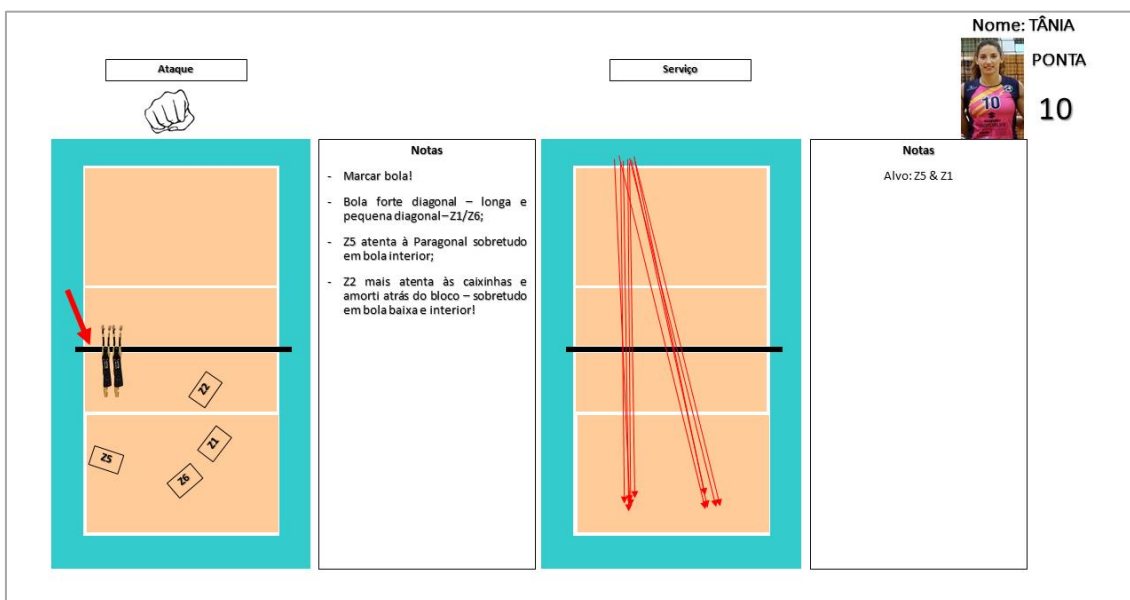 Nome: TÂNIA
PONTA
10
10
Ataque
Serviço
Notas
- Marcar bola!
- Bola forte diagonal – longa e
pequena diagonal – Z1/Z6;
- Z5 atenta à Paragonal sobretudo
em bola interior;
- Z2 mais atenta às caixinhas e
amorti atrás do bloco – sobretudo
em bola baixa e interior!
Z2
Z1
Z5
Z6
Notas
Alvo: Z5 & Z1